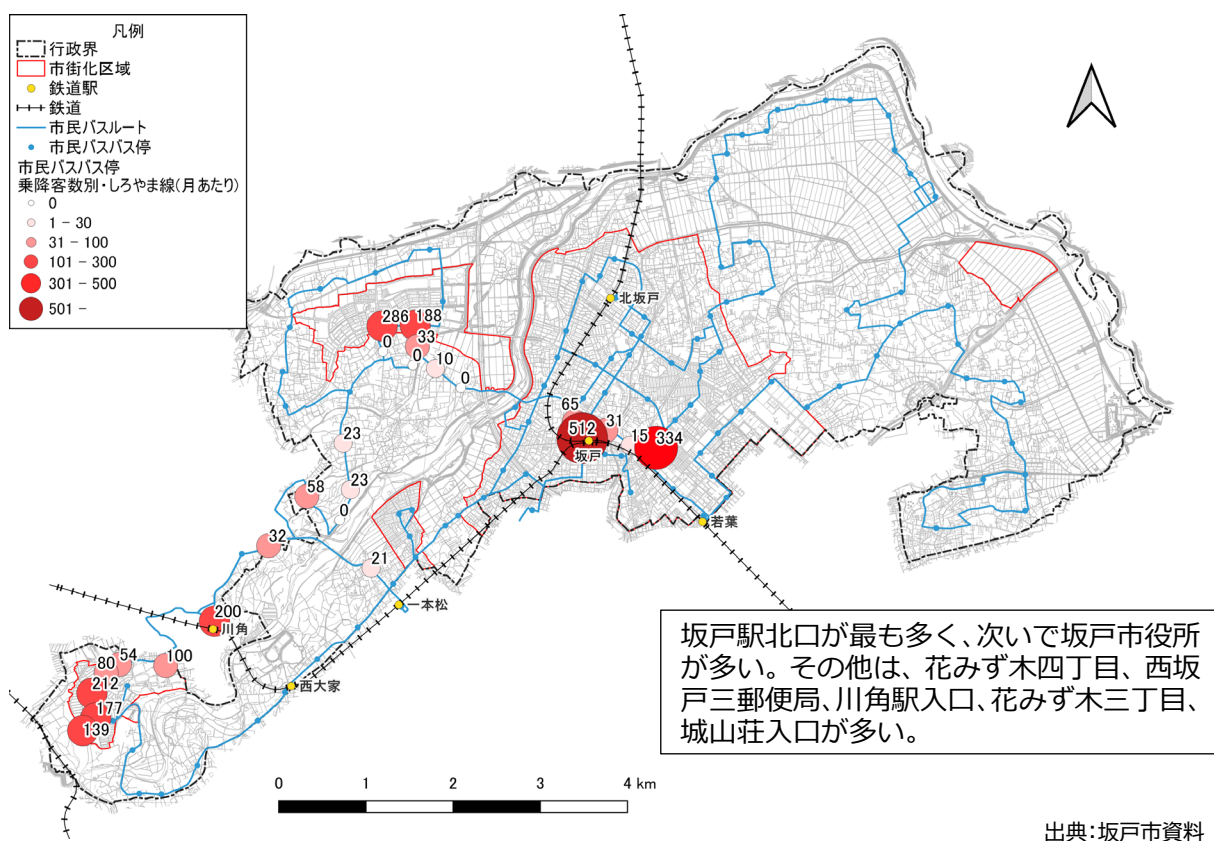 凡例
行政界
市街化区域
鉄道駅
鉄道
市民バスルート
市民バスバス停
市民バスバス停
乗降客数別・しろやま線(月あたり)
0
1 - 30
31 - 100
101 - 300
301 - 500
501 -
北坂戸
286
188
33
0
0
10
0
65
31
512
15
334
坂戸
23
23
58
0
若葉
32
21
一本松
200
川角
54
100
80
西大家
212
177
139
坂戸駅北口が最も多く、次いで坂戸市役所
が多い。その他は、花みず木四丁目、西坂
戸三郵便局、川角駅入口、花みず木三丁目、
城山荘入口が多い。
0 1 2 3 4 km
出典:坂戸市資料